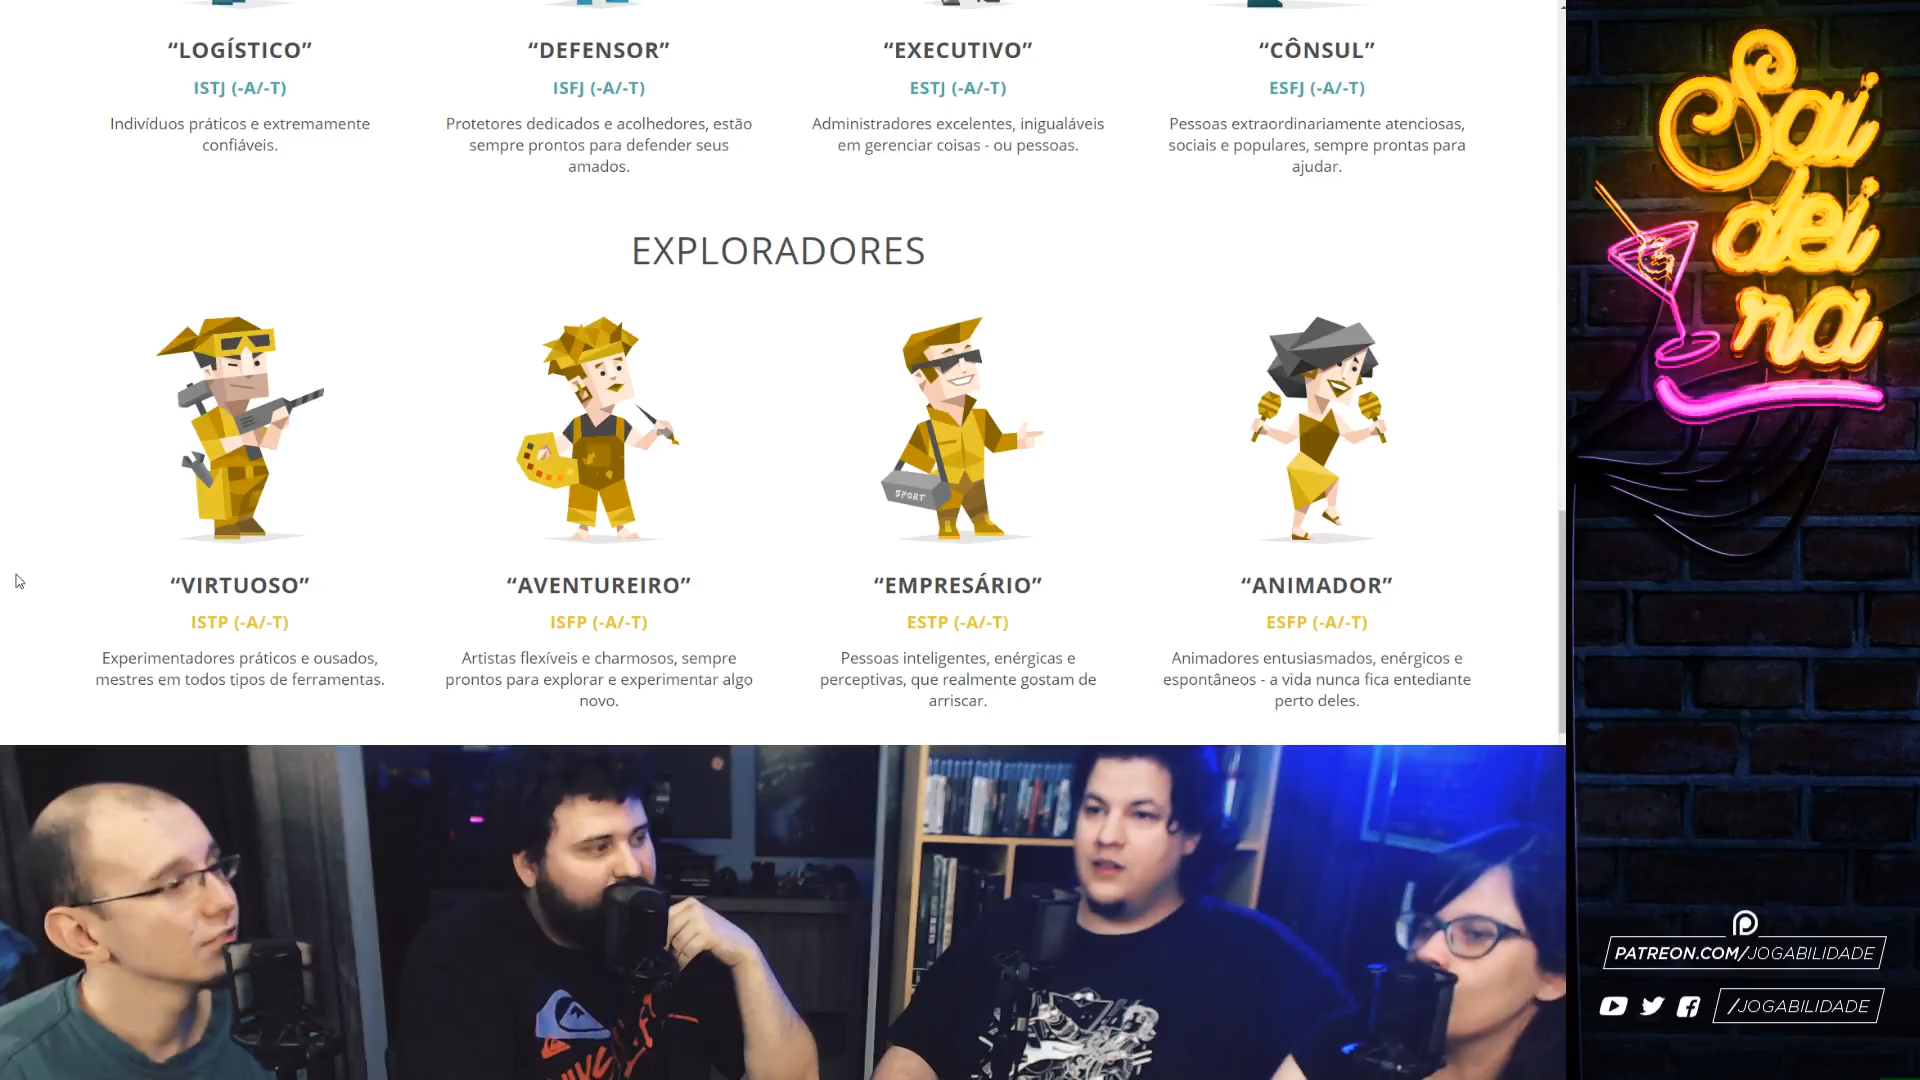 “LOGÍSTICO”
ISTJ (-A/-T)
Indivíduos práticos e extremamente
confiáveis.
“DEFENSOR”
ISFJ (-A/-T)
Protetores dedicados e acolhedores, estão
sempre prontos para defender seus
amados.
“EXECUTIVO”
ESTJ (-A/-T)
Administradores excelentes, inigualáveis
em gerenciar coisas - ou pessoas.
“CÔNSUL”
ESFJ (-A/-T)
Pessoas extraordinariamente atenciosas,
sociais e populares, sempre prontas para
ajudar.
EXPLORADORES
SPORT
“VIRTUOSO”
ISTP (-A/-T)
Experimentadores práticos e ousados,
mestres em todos tipos de ferramentas.
“AVENTUREIRO”
ISFP (-A/-T)
Artistas flexíveis e charmosos, sempre
prontos para explorar e experimentar algo
novo.
“EMPRESÁRIO”
ESTP (-A/-T)
Pessoas inteligentes, enérgicas e
perceptivas, que realmente gostam de
arriscar.
“ANIMADOR”
ESFP (-A/-T)
Animadores entusiasmados, enérgicos e
espontâneos - a vida nunca fica entediante
perto deles.
Sai
dei
ra
PATREON.COM/JOGABILIDADE
/JOGABILIDADE